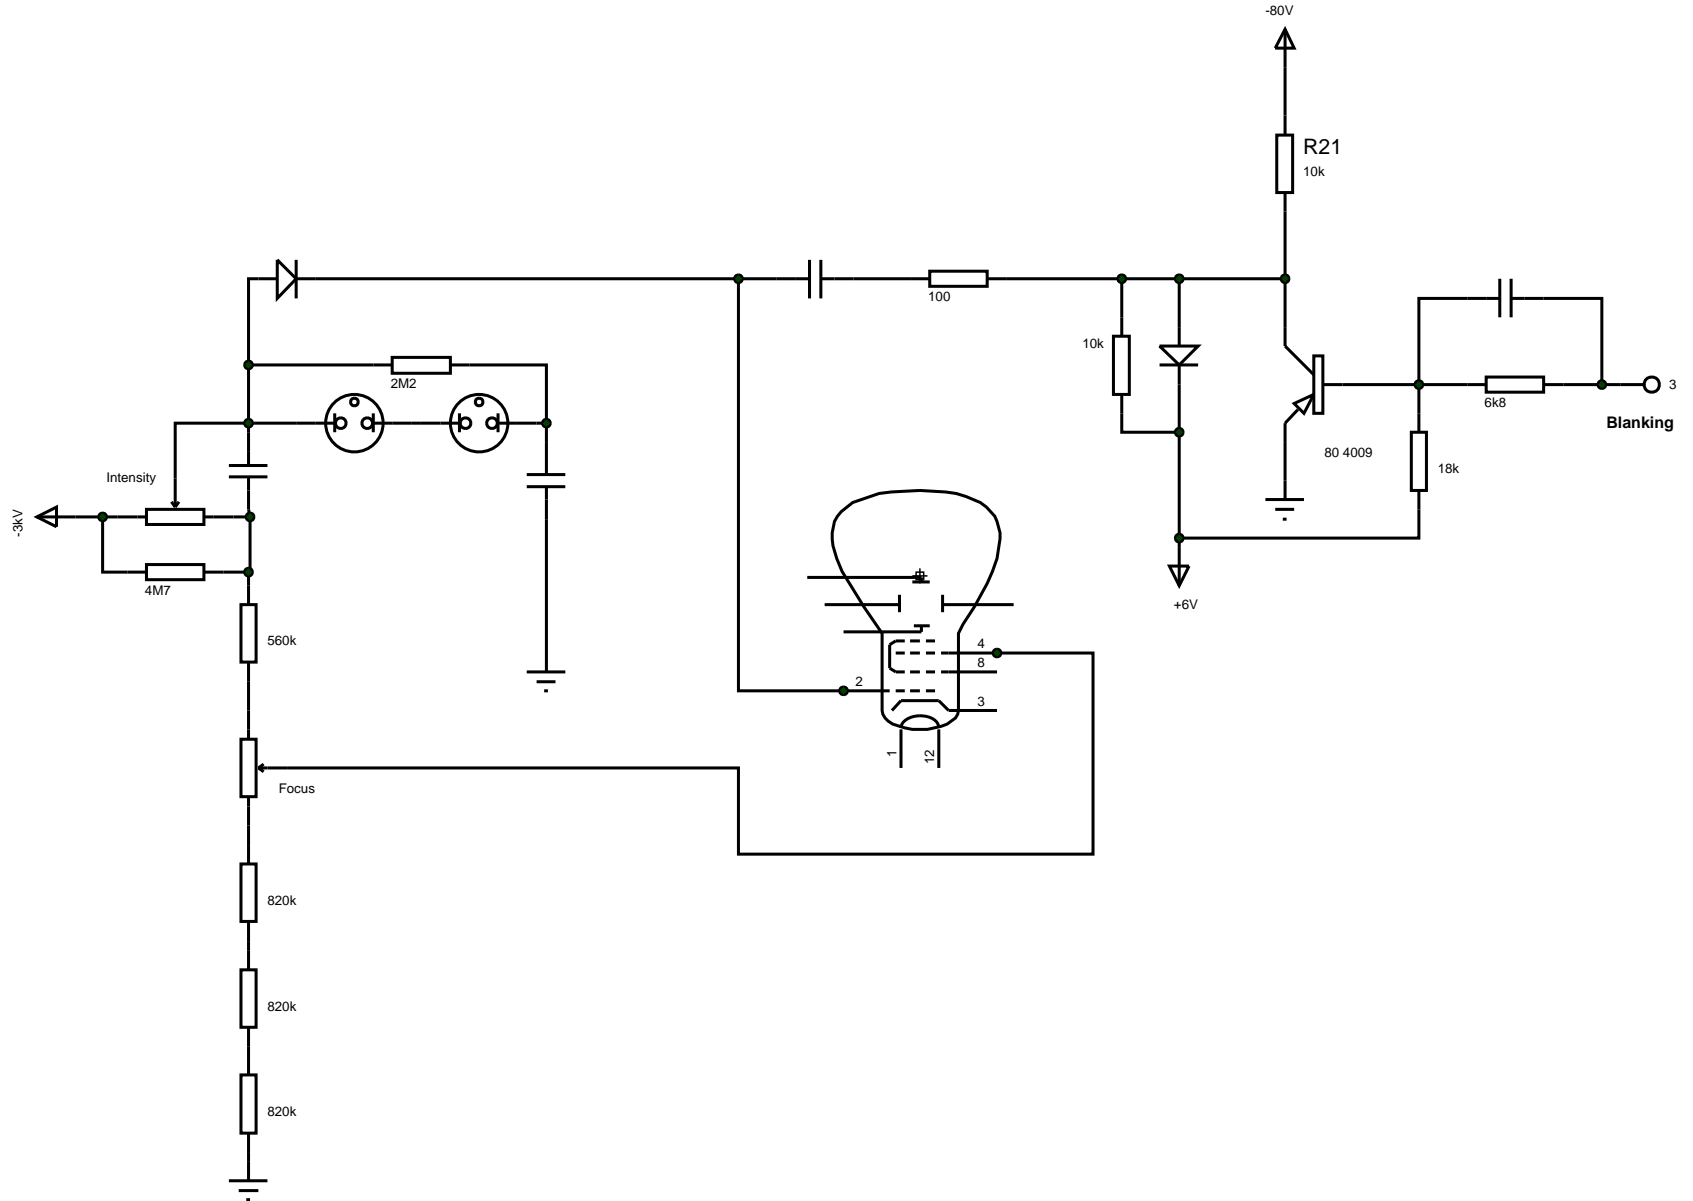 -80V
R21
10k
100
10k
2M2
6k8
3
Blanking
80 4009
18k
Intensity
-3kV
4M7
+6V
560k
4
8
2
3
1
12
Focus
820k
820k
820k